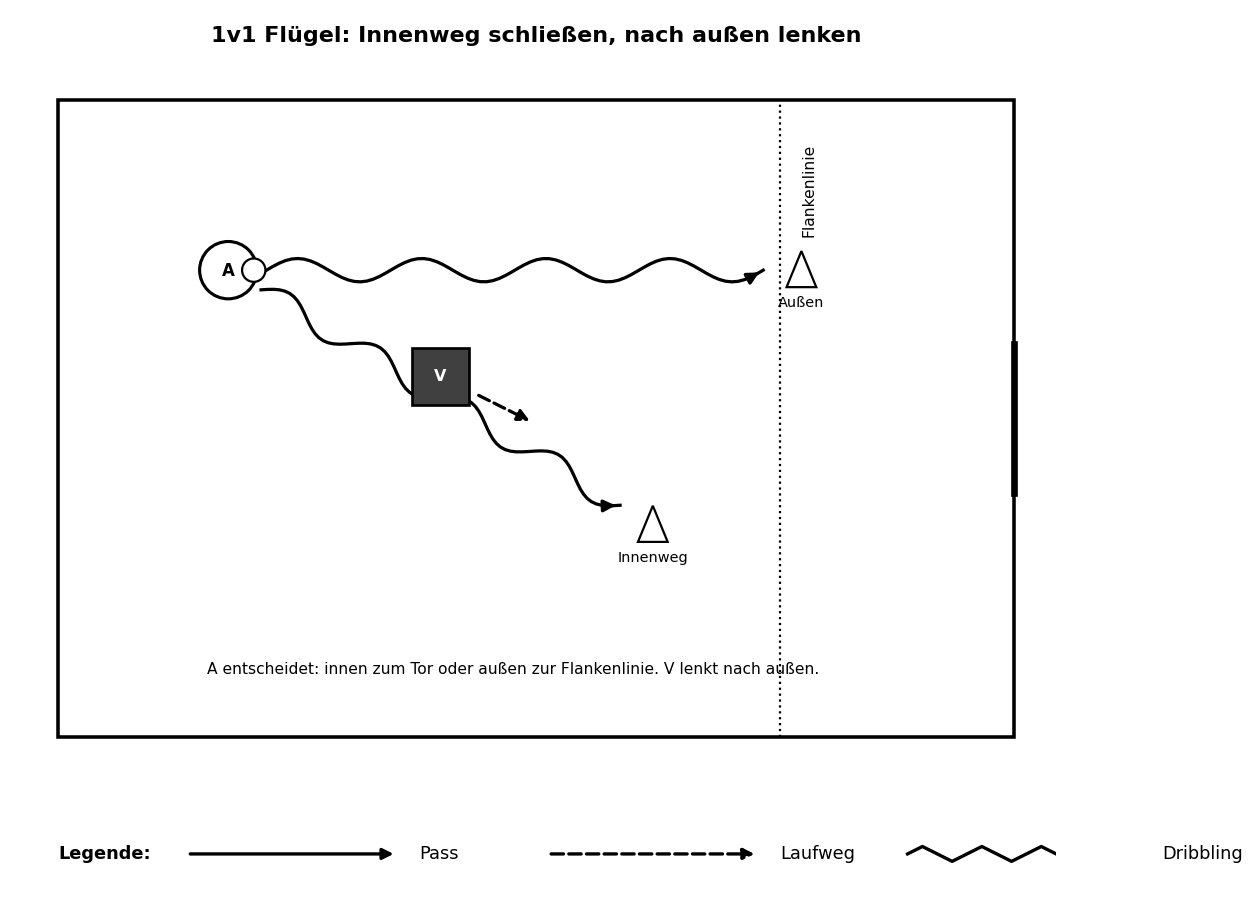 1v1 Flügel: Innenweg schließen, nach außen lenken
Flankenlinie
A
Außen
V
Innenweg
A entscheidet: innen zum Tor oder außen zur Flankenlinie. V lenkt nach außen.
Legende: Pass Laufweg Dribbling